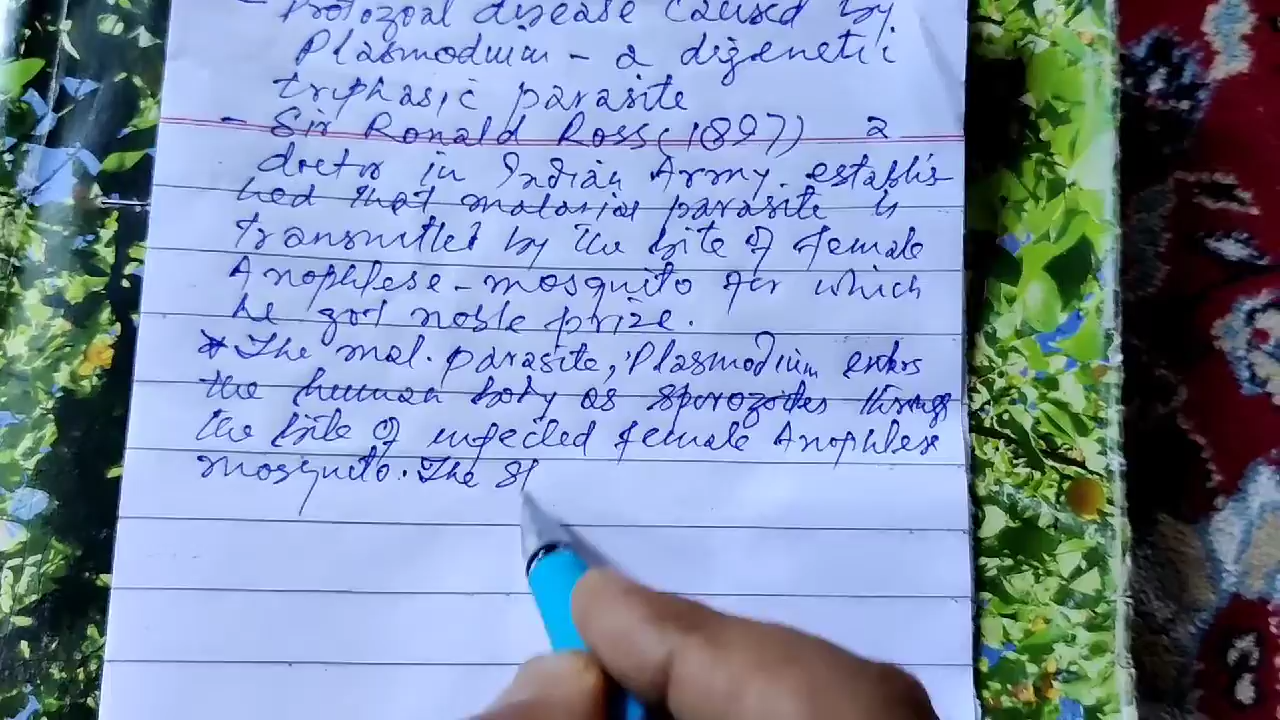 - Protozoal disease caused by
Plasmodium - a digenetic
triphasic parasite
- Sir Ronald Ross (1897) a
doctor in Indian Army establis
hed that malarial parasite is
transmitted by the bite of female
Anophlese - mosquito for which
he got noble prize.
* The mal. parasite, Plasmodium enters
the human body as sporozoites through
the bite of infected female Anophlese
mosquito. The